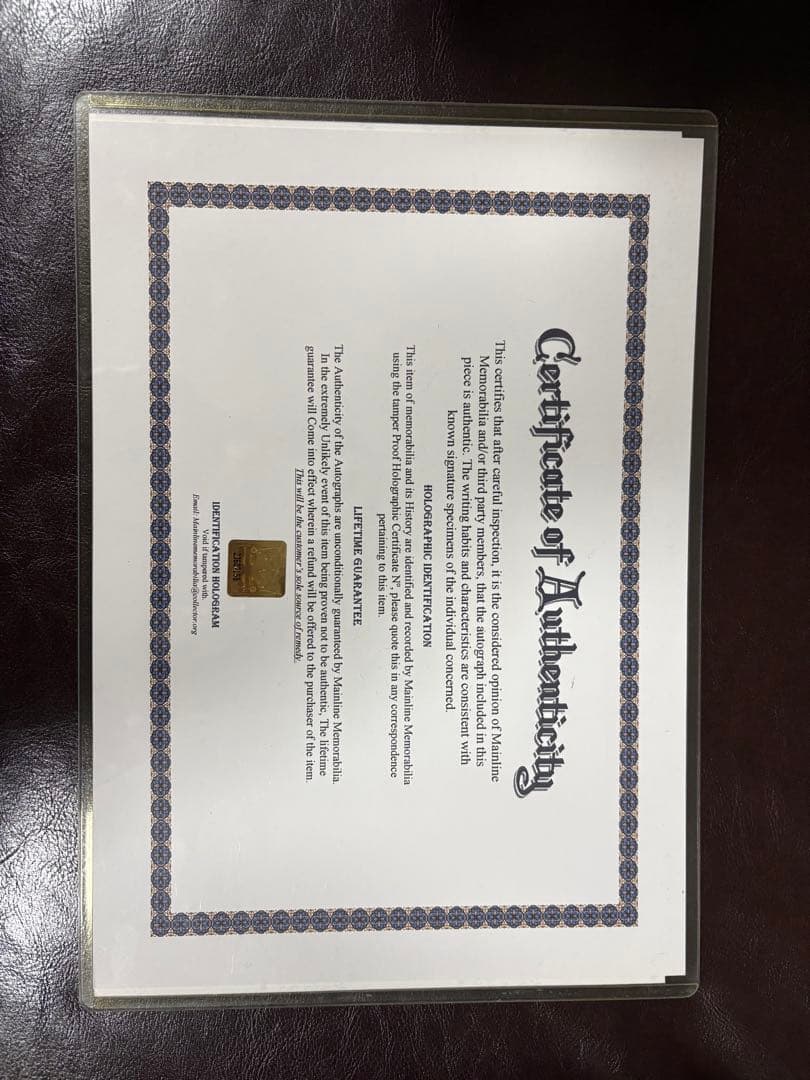 Certificate of Authenticity
This certifies that after careful inspection, it is the considered opinion of Mainline
Memorabilia and/or third party members, that the autograph included in this
piece is authentic. The writing habits and characteristics are consistent with
known signature specimens of the individual concerned.
HOLOGRAPHIC IDENTIFICATION
This item of memorabilia and its History are identified and recorded by Mainline Memorabilia
using the tamper Proof Holographic Certificate Nº, please quote this in any correspondence
pertaining to this item.
LIFETIME GUARANTEE
The Authenticity of the Autographs are unconditionally guaranteed by Mainline Memorabilia.
In the extremely Unlikely event of this item being proven not to be authentic, The lifetime
guarantee will Come into effect wherein a refund will be offered to the purchaser of the item.
This will be the customer's sole source of remedy.
IDENTIFICATION HOLOGRAM
Void if tampered with.
Email: Mainlinememorabilia@collector.org